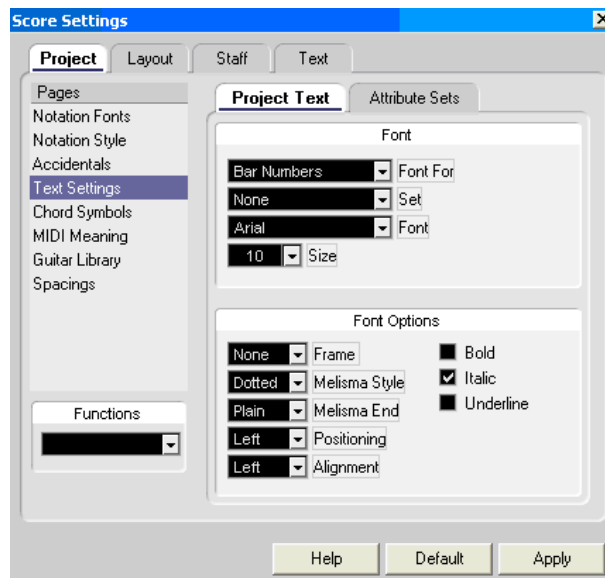 Score Settings
Project Layout Staff Text
Pages
Notation Fonts
Notation Style
Accidentals
Text Settings
Chord Symbols
MIDI Meaning
Guitar Library
Spacings
Functions
Project Text Attribute Sets
Font
Bar Numbers Font For
None Set
Arial Font
10 Size
Font Options
None Frame
Dotted Melisma Style
Plain Melisma End
Left Positioning
Left Alignment
Bold
Italic
Underline
Help Default Apply